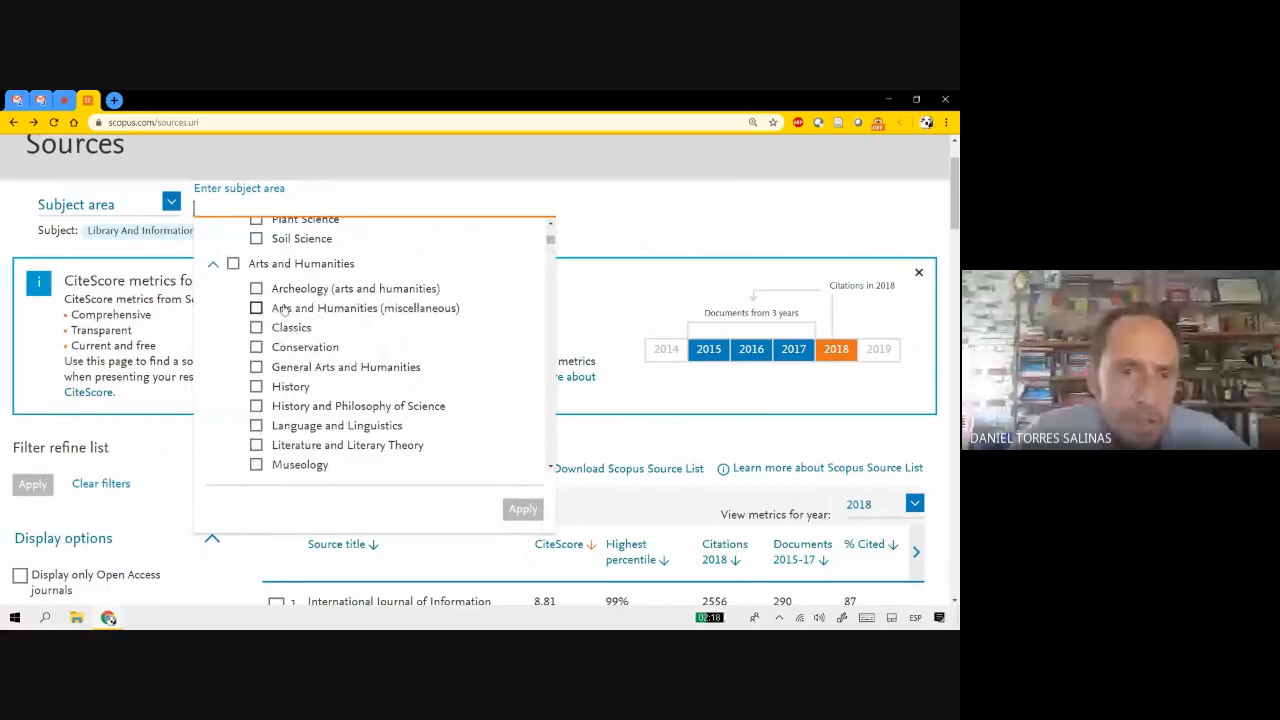 scopus.com/sources.uri
Sources
Subject area
Enter subject area
Subject: Library And Information
Plant Science
Soil Science
Arts and Humanities
Archeology (arts and humanities)
Arts and Humanities (miscellaneous)
Classics
Conservation
General Arts and Humanities
History
History and Philosophy of Science
Language and Linguistics
Literature and Literary Theory
Museology
Apply
i
CiteScore metrics fo
CiteScore metrics from Sc
• Comprehensive
• Transparent
• Current and free
Use this page to find a so
when presenting your res
CiteScore.
metrics
e about
Citations in 2018
Documents from 3 years
2014 2015 2016 2017 2018 2019
Filter refine list
Apply Clear filters
Display options
Display only Open Access
journals
Download Scopus Source List
i Learn more about Scopus Source List
View metrics for year: 2018
Source title CiteScore Highest percentile Citations 2018 Documents 2015-17 % Cited
1 International Journal of Information 8.81 99% 2556 290 87
02:18
ESP
DANIEL TORRES SALINAS